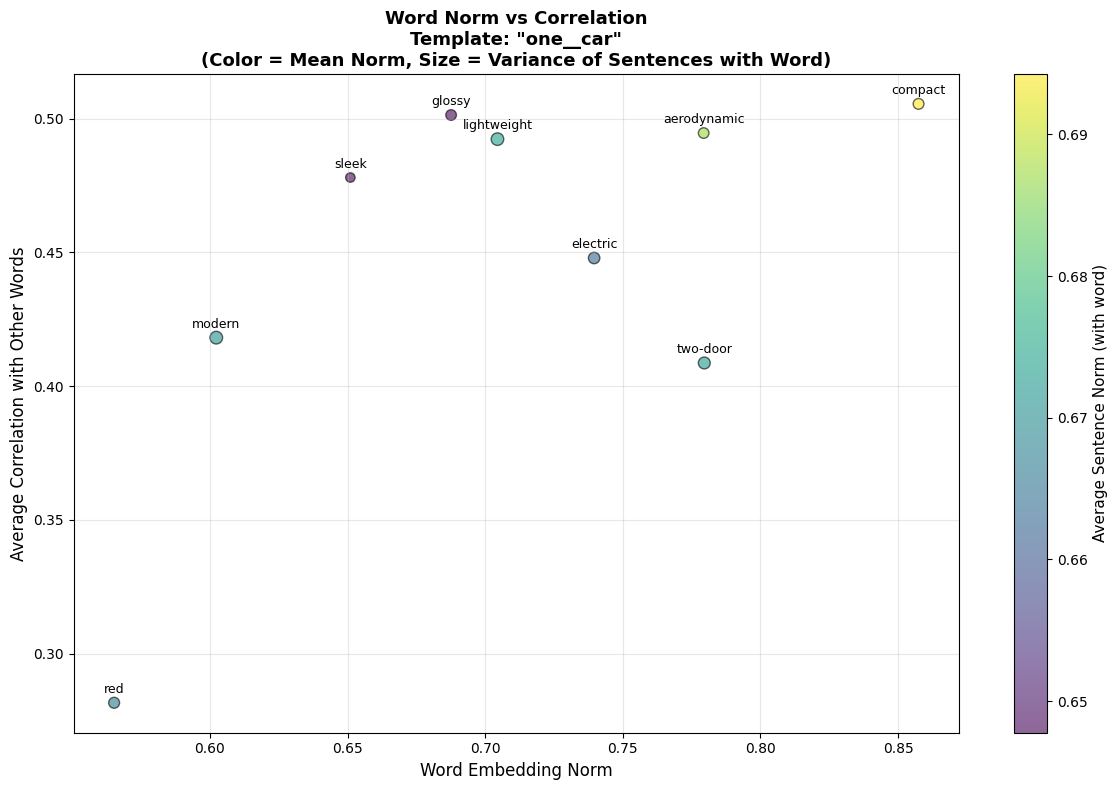 Word Norm vs Correlation
Template: "one__car"
(Color = Mean Norm, Size = Variance of Sentences with Word)
compact
glossy
aerodynamic
lightweight
sleek
electric
modern
two-door
red
0.50
0.45
0.40
0.35
0.30
Average Correlation with Other Words
0.60 0.65 0.70 0.75 0.80 0.85
Word Embedding Norm
0.69
0.68
0.67
0.66
0.65
Average Sentence Norm (with word)